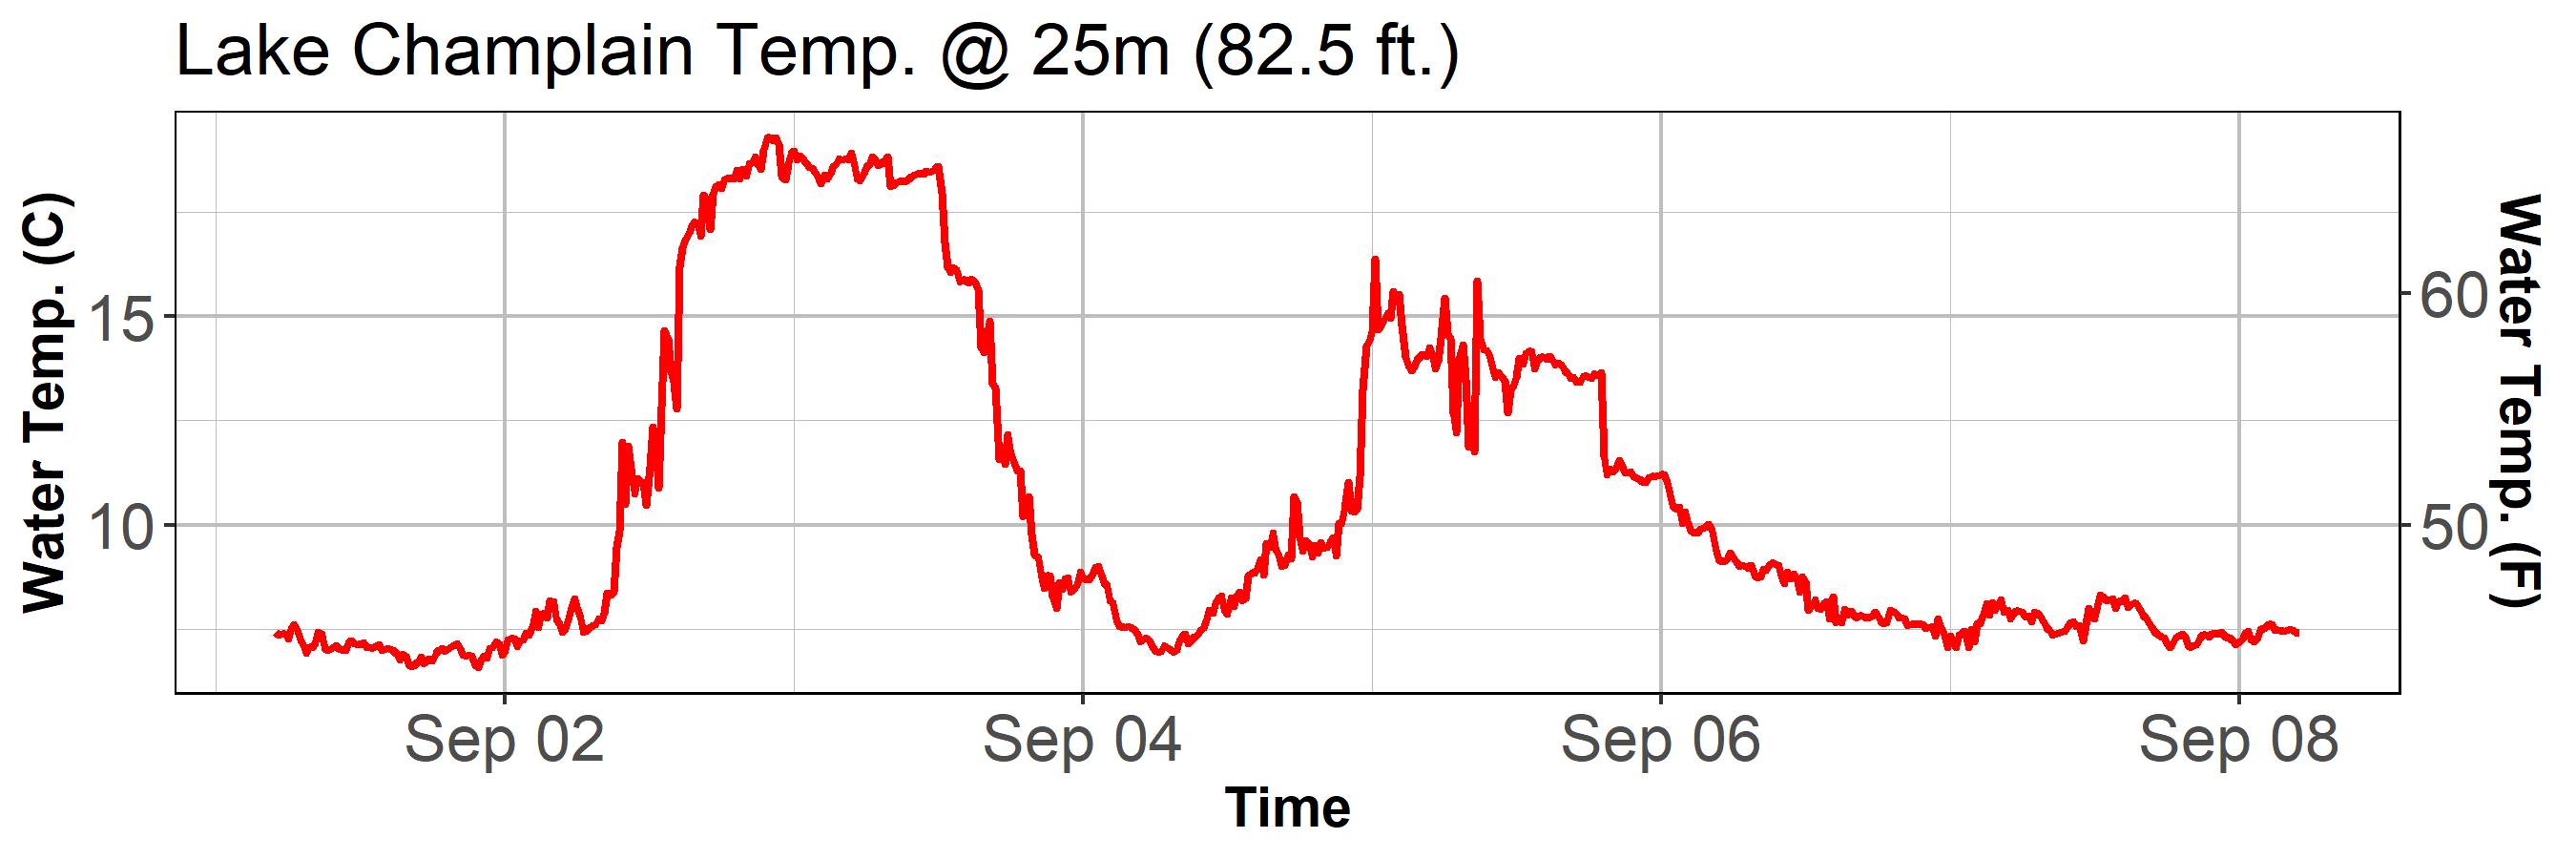 Lake Champlain Temp. @ 25m (82.5 ft.)
Water Temp. (C)
15
10
60
50
Water Temp. (F)
Sep 02
Sep 04
Sep 06
Sep 08
Time